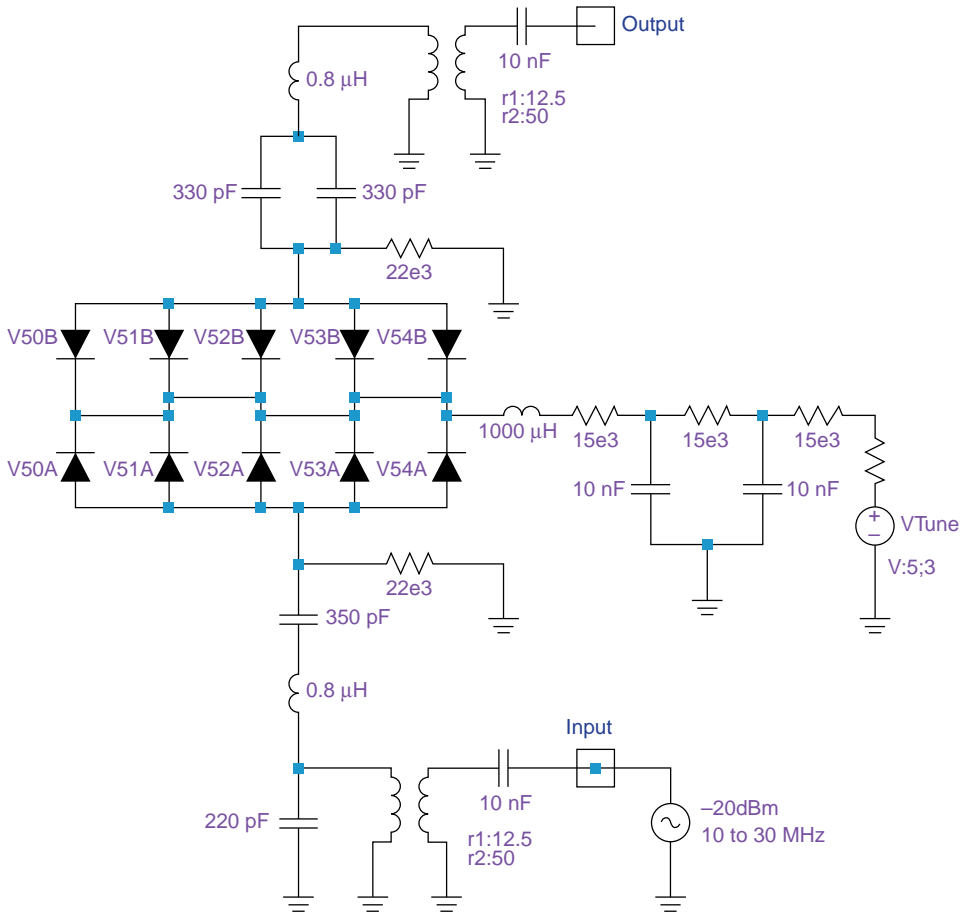 Output
10 nF
0.8 μH
r1:12.5
r2:50
330 pF
330 pF
22e3
V50B
V51B
V52B
V53B
V54B
1000 μH
15e3
15e3
15e3
V50A
V51A
V52A
V53A
V54A
10 nF
10 nF
+
VTune
–
V:5;3
22e3
350 pF
0.8 μH
Input
10 nF
–20dBm
10 to 30 MHz
220 pF
r1:12.5
r2:50